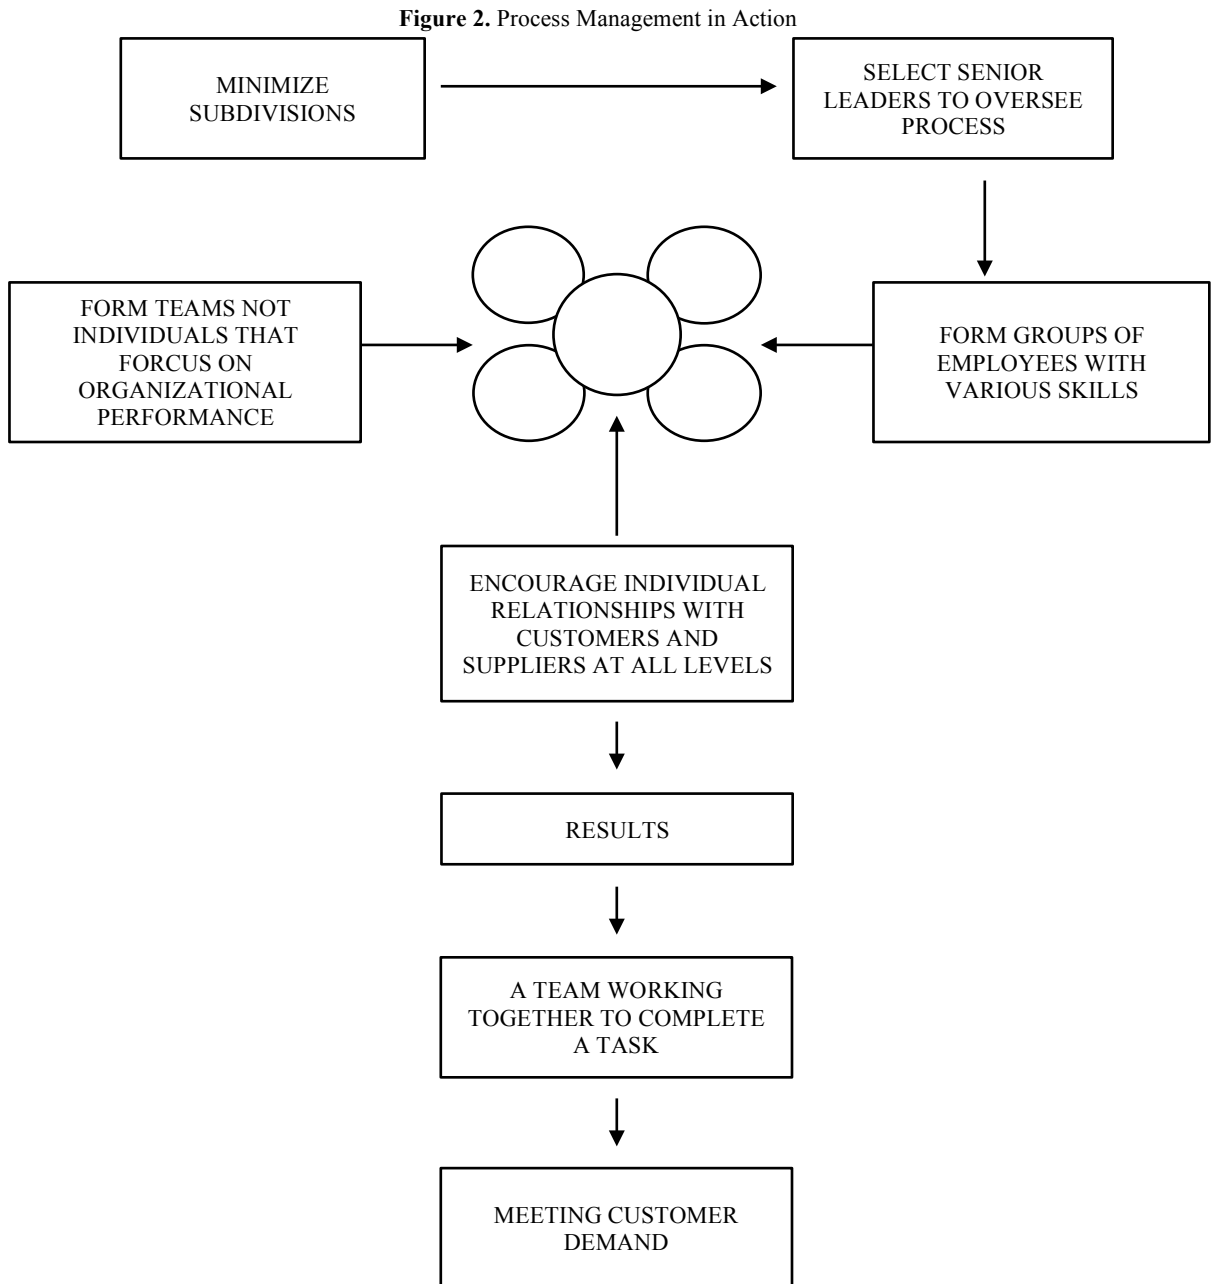 Figure 2. Process Management in Action
MINIMIZE
SUBDIVISIONS
SELECT SENIOR
LEADERS TO OVERSEE
PROCESS
FORM TEAMS NOT
INDIVIDUALS THAT
FORCUS ON
ORGANIZATIONAL
PERFORMANCE
FORM GROUPS OF
EMPLOYEES WITH
VARIOUS SKILLS
ENCOURAGE INDIVIDUAL
RELATIONSHIPS WITH
CUSTOMERS AND
SUPPLIERS AT ALL LEVELS
RESULTS
A TEAM WORKING
TOGETHER TO COMPLETE
A TASK
MEETING CUSTOMER
DEMAND